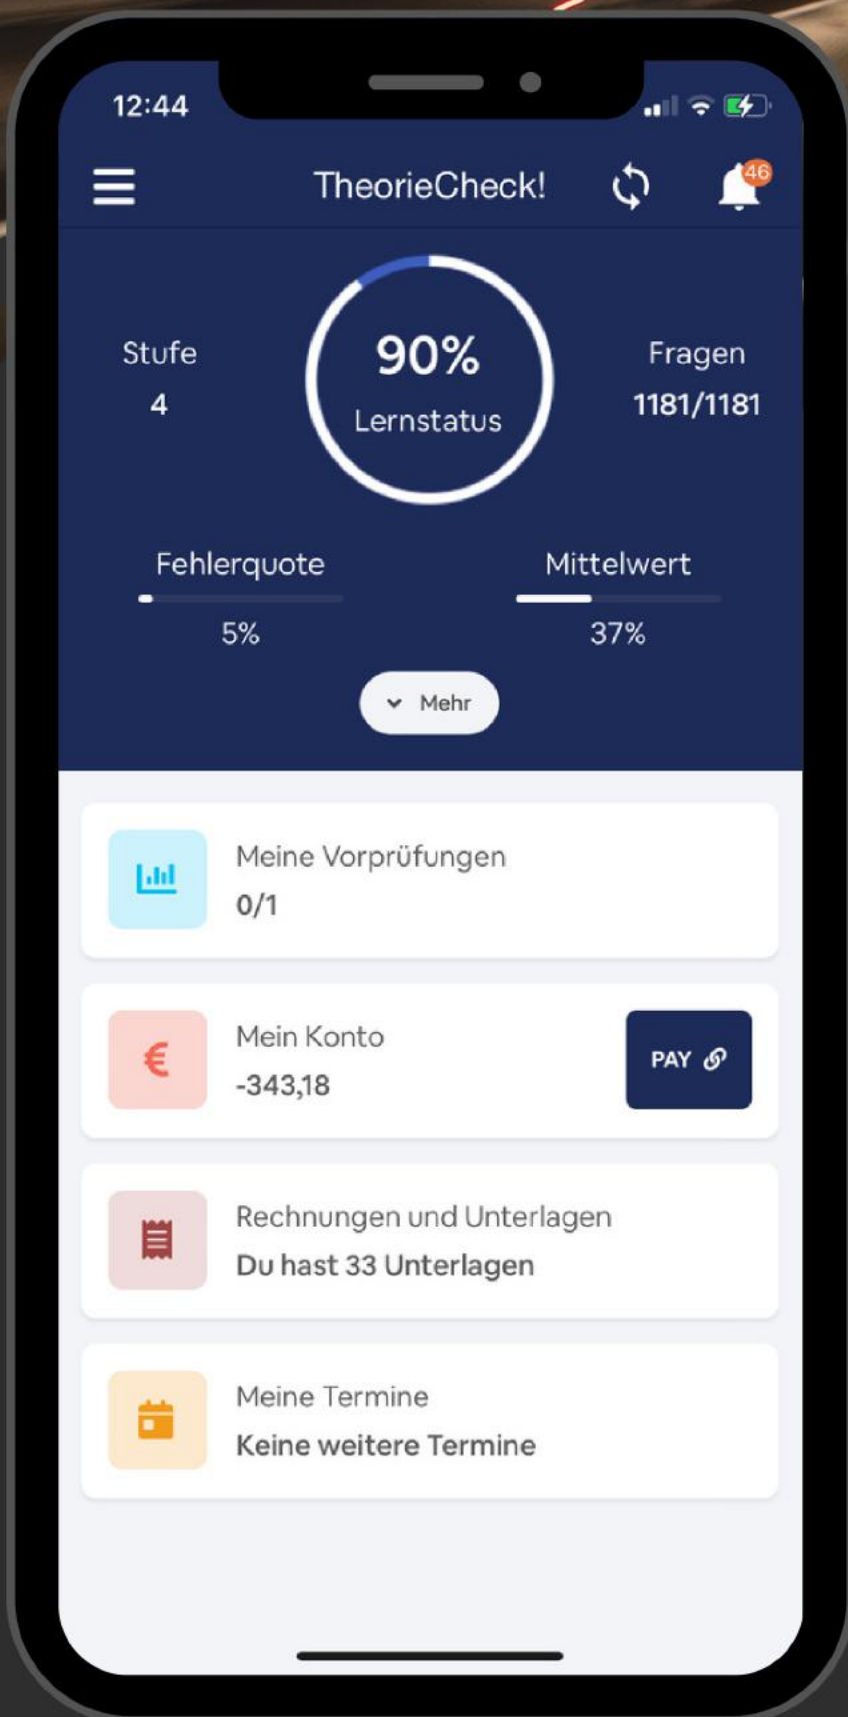 12:44
TheorieCheck!
46
Stufe
4
90%
Lernstatus
Fragen
1181/1181
Fehlerquote
5%
Mittelwert
37%
Mehr
Meine Vorprüfungen
0/1
€
Mein Konto
-343,18
PAY
Rechnungen und Unterlagen
Du hast 33 Unterlagen
Meine Termine
Keine weitere Termine